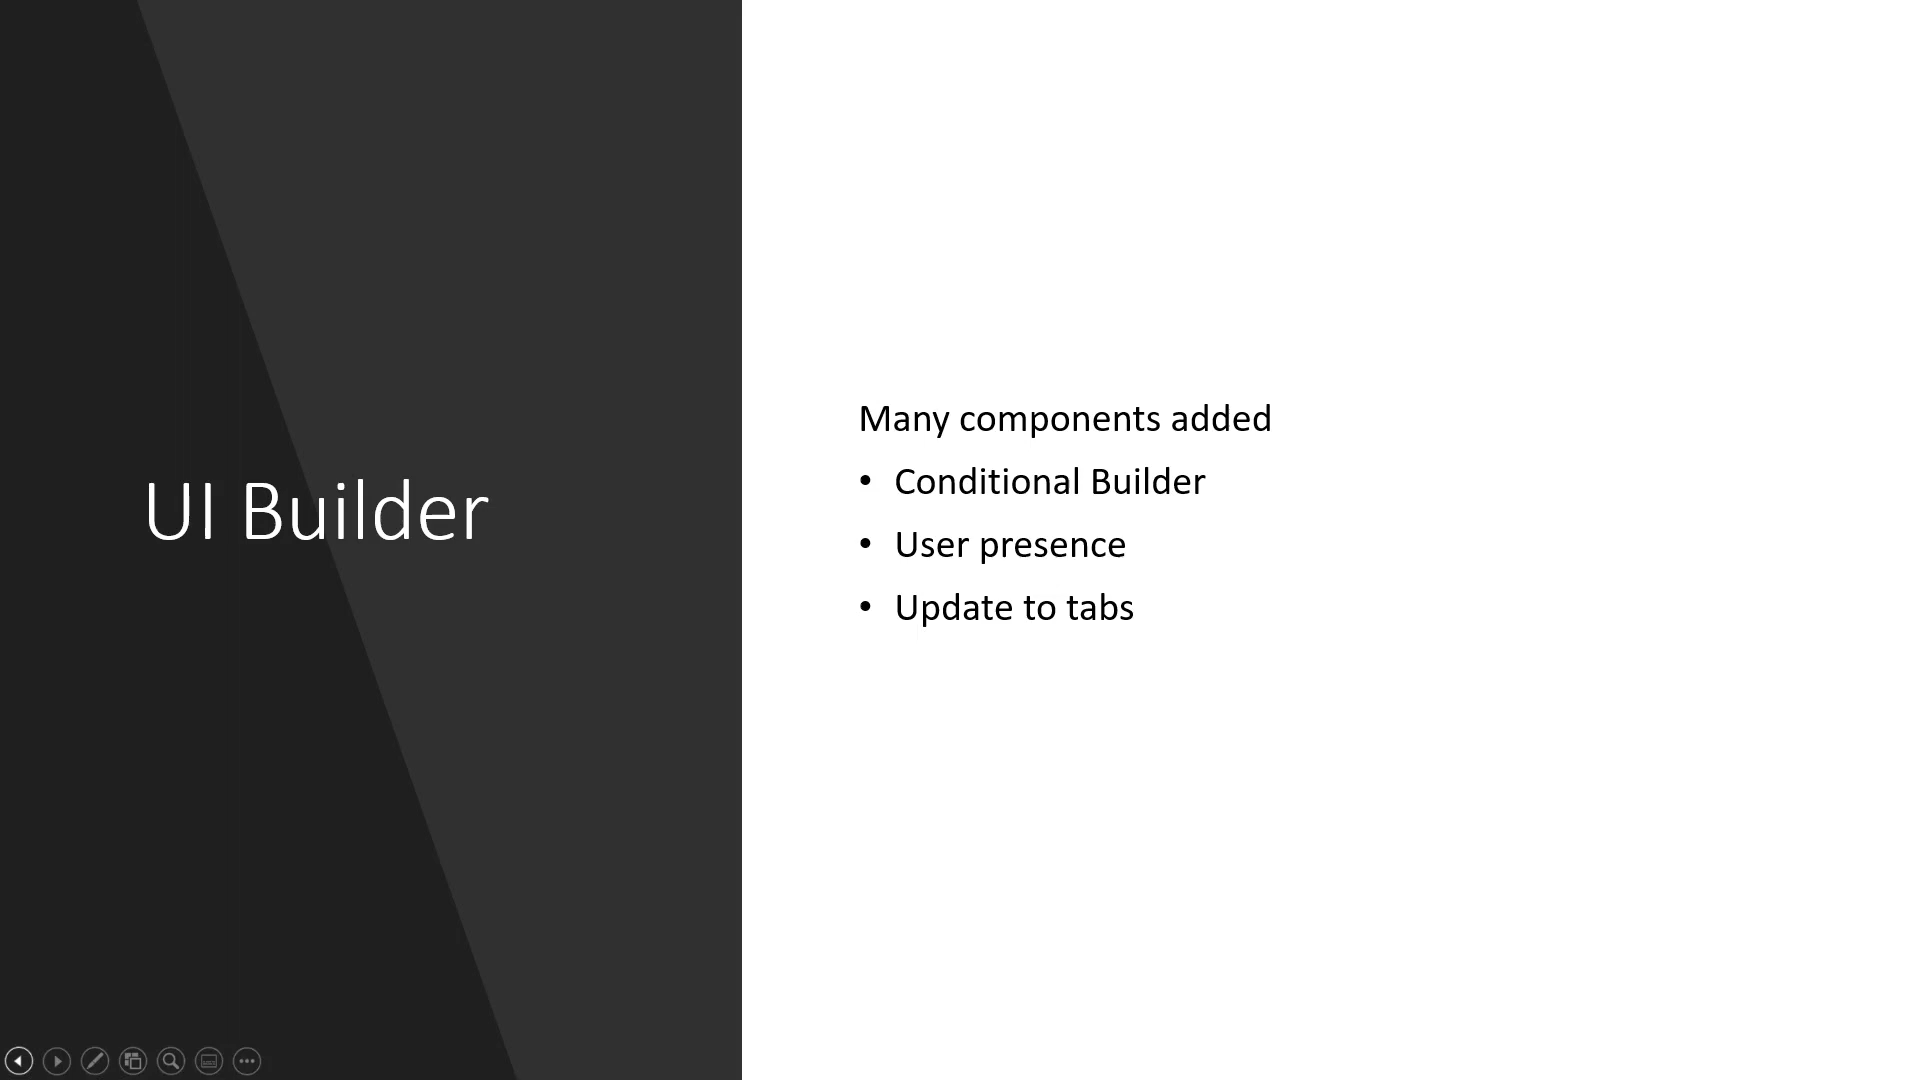 UI Builder
Many components added
• Conditional Builder
• User presence
• Update to tabs